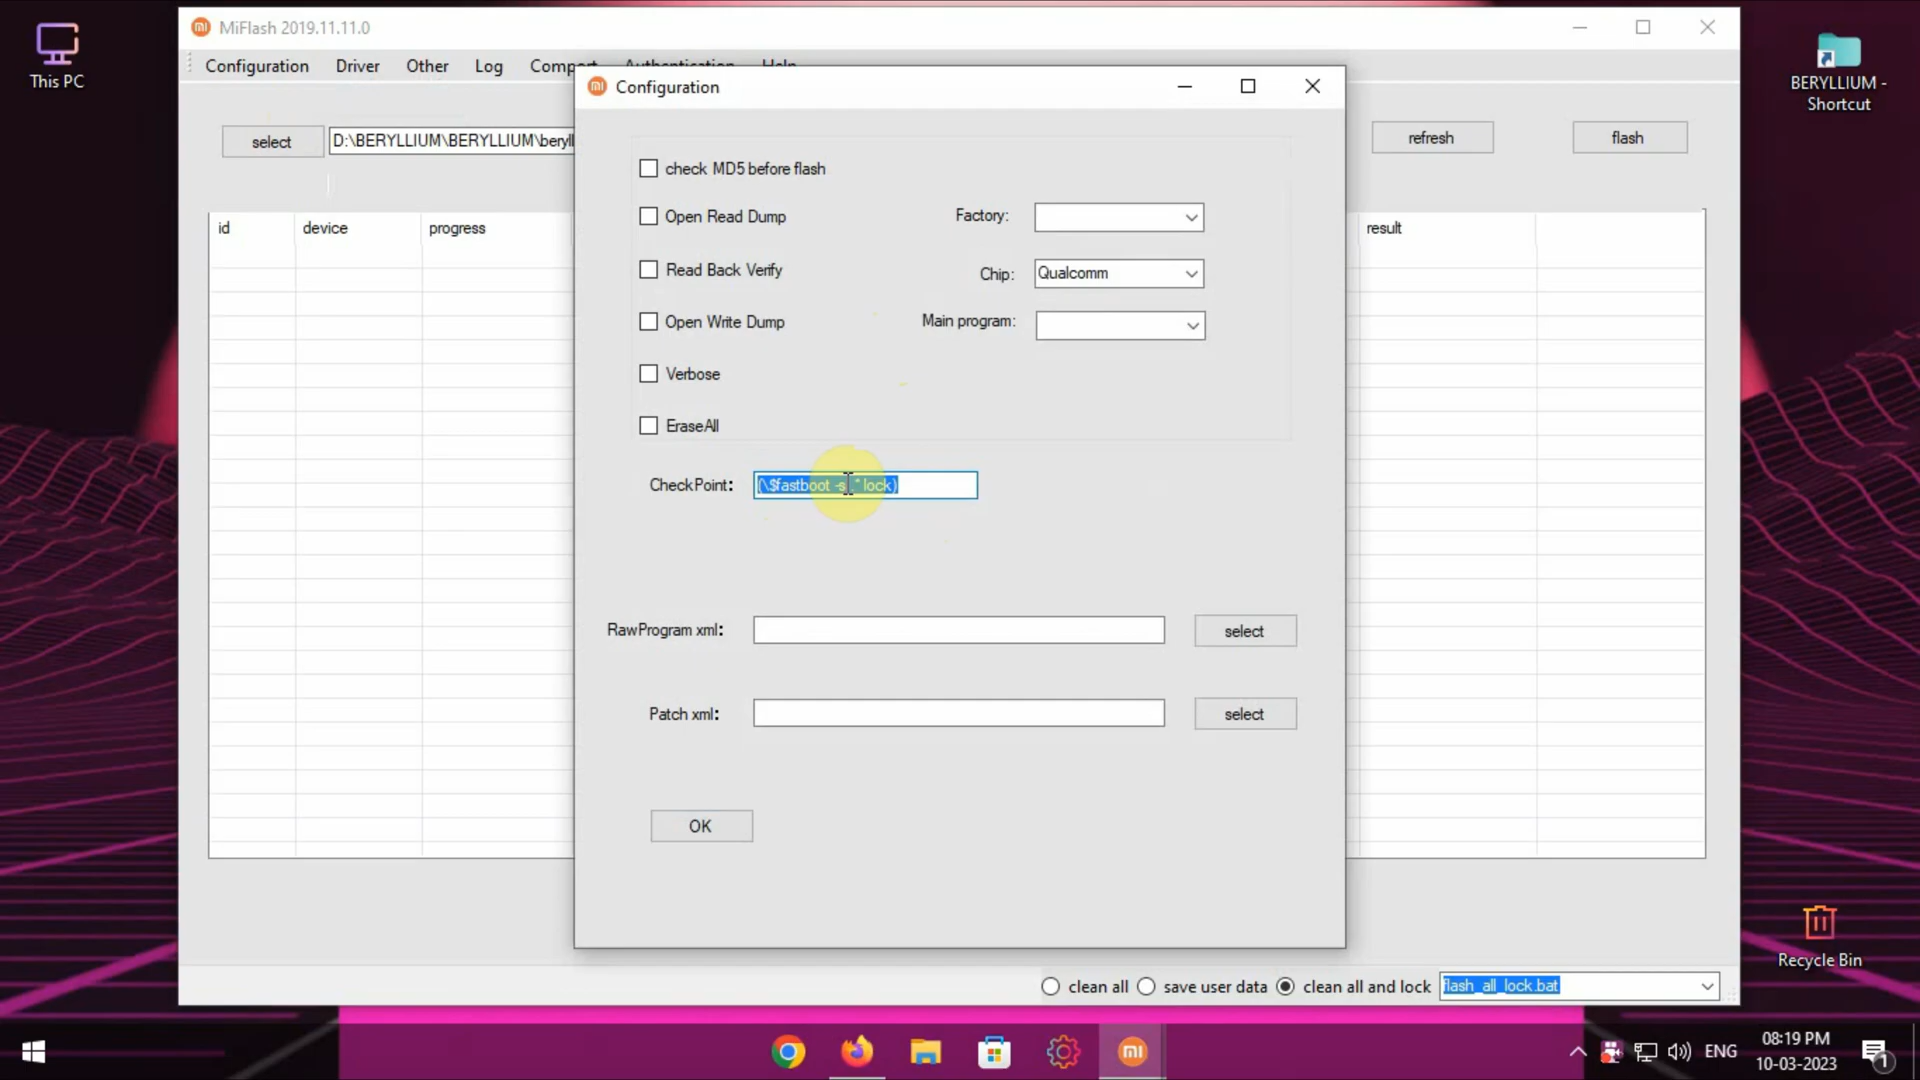 This PC
MiFlash 2019.11.11.0
Configuration Driver Other Log Comport Authentication Help
Configuration
BERYLLIUM - Shortcut
select
D:\BERYLLIUM\BERYLLIUM\beryll
refresh
flash
check MD5 before flash
Open Read Dump
Factory:
id device progress
result
Read Back Verify
Chip: Qualcomm
Open Write Dump
Main program:
Verbose
EraseAll
CheckPoint: (\$fastboot -s .* lock)
RawProgram xml:
select
Patch xml:
select
OK
Recycle Bin
clean all save user data clean all and lock flash_all_lock.bat
ENG
08:19 PM
10-03-2023
1